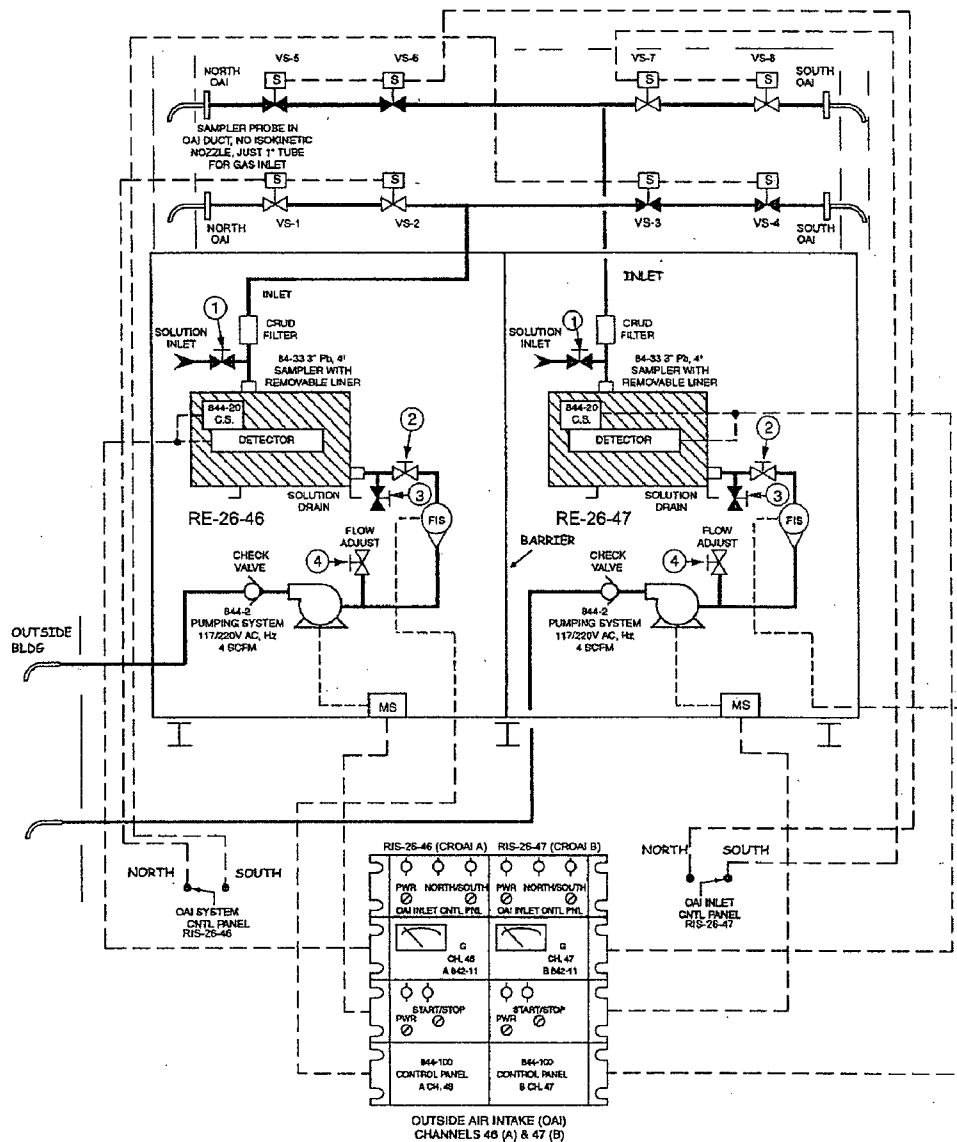 VS-5
VS-6
VS-7
VS-8
NORTH
OAI
S
S
S
S
SOUTH
OAI
SAMPLER PROBE IN
OAI DUCT, NO ISOKINETIC
NOZZLE, JUST 1" TUBE
FOR GAS INLET
S
S
S
S
NORTH
OAI
VS-1
VS-2
VS-3
VS-4
SOUTH
OAI
INLET
INLET
1
SOLUTION
INLET
CRUD
FILTER
1
SOLUTION
INLET
CRUD
FILTER
84-33 3" Pb, 4π
SAMPLER WITH
REMOVABLE LINER
84-33 3" Pb, 4π
SAMPLER WITH
REMOVABLE LINER
844-20
C.S.
DETECTOR
2
844-20
C.S.
DETECTOR
2
SOLUTION
DRAIN
3
SOLUTION
DRAIN
3
RE-26-46
FIS
RE-26-47
FIS
FLOW
ADJUST
4
BARRIER
FLOW
ADJUST
4
CHECK
VALVE
CHECK
VALVE
844-2
PUMPING SYSTEM
117/220V AC, Hz
4 SCFM
844-2
PUMPING SYSTEM
117/220V AC, Hz
4 SCFM
OUTSIDE
BLDG
MS
MS
NORTH
SOUTH
OAI SYSTEM
CNTL PANEL
RIS-26-46
NORTH
SOUTH
OAI INLET
CNTL PANEL
RIS-26-47
RIS-26-46 (CROAI A)
RIS-26-47 (CROAI B)
PWR NORTH/SOUTH
OAI INLET CNTL PNL
PWR NORTH/SOUTH
OAI INLET CNTL PNL
G
CH. 46
A 842-11
G
CH. 47
B 842-11
START/STOP
PWR
START/STOP
PWR
844-100
CONTROL PANEL
844-100
CONTROL PANEL
B CH. 47
OUTSIDE AIR INTAKE (OAI)
CHANNELS 46 (A) & 47 (B)